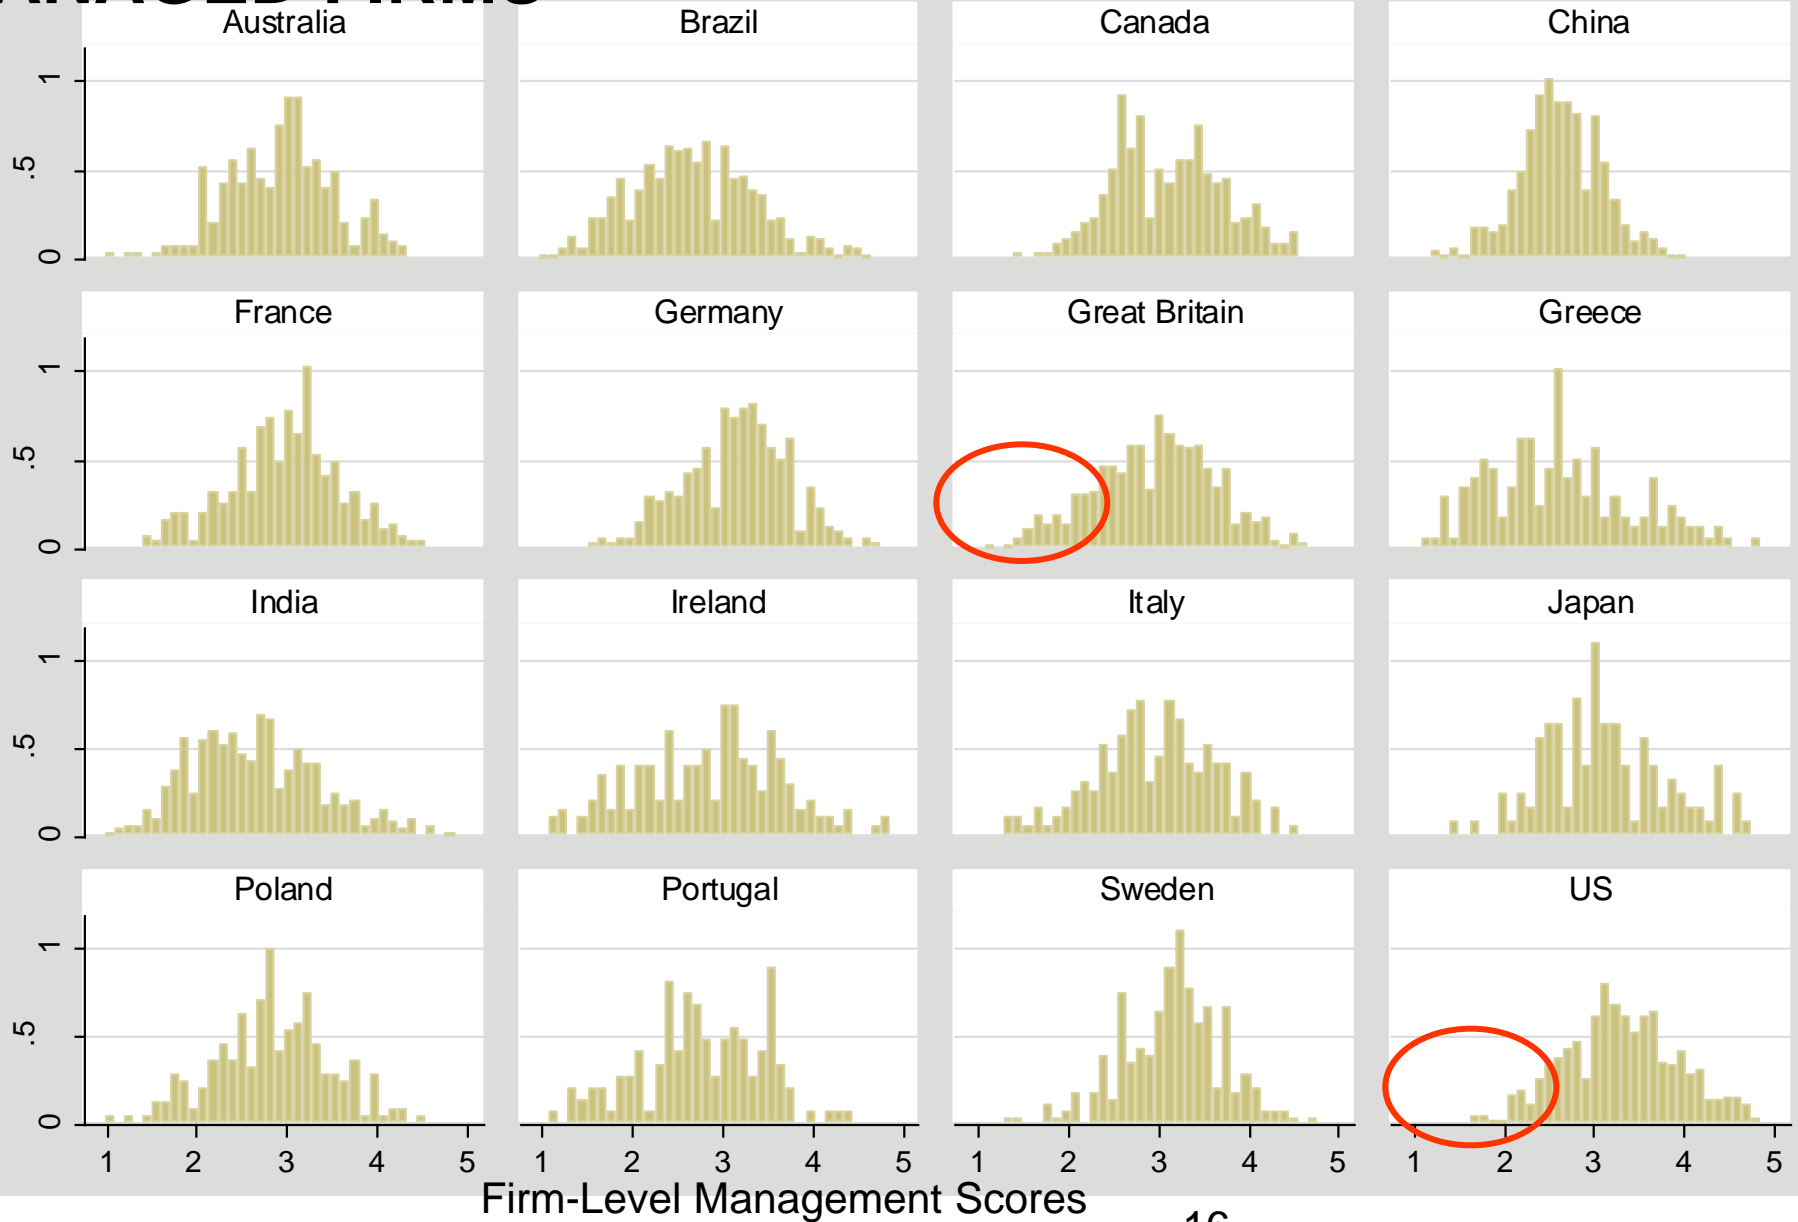 Australia Brazil Canada China
1
.5
0
France Germany Great Britain Greece
1
.5
0
India Ireland Italy Japan
1
.5
0
Poland Portugal Sweden US
1
.5
0
1 2 3 4 5 1 2 3 4 5 1 2 3 4 5 1 2 3 4 5
Firm-Level Management Scores